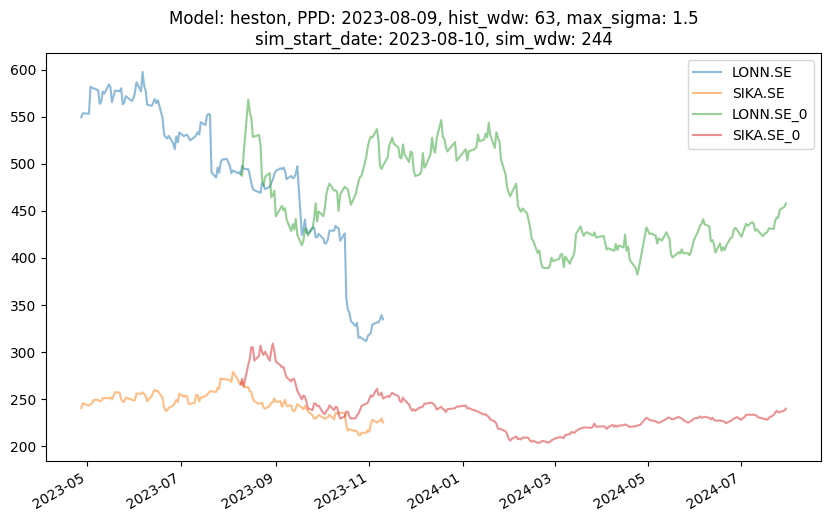 Model: heston, PPD: 2023-08-09, hist_wdw: 63, max_sigma: 1.5
sim_start_date: 2023-08-10, sim_wdw: 244
LONN.SE
SIKA.SE
LONN.SE_0
SIKA.SE_0
600
550
500
450
400
350
300
250
200
2023-05
2023-07
2023-09
2023-11
2024-01
2024-03
2024-05
2024-07